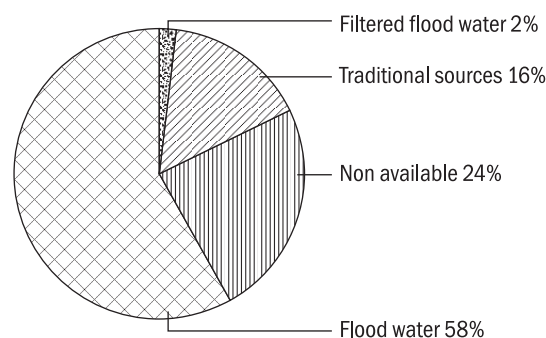 Filtered flood water 2%
Traditional sources 16%
Non available 24%
Flood water 58%